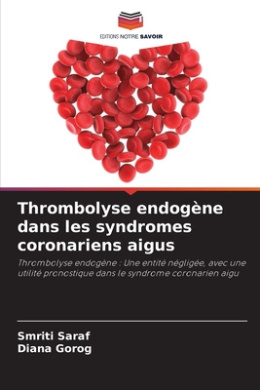 EDITIONS NOTRE SAVOIR
Thrombolyse endogène
dans les syndromes
coronariens aigus
Thrombolyse endogène : Une entité négligée, avec une
utilité pronostique dans le syndrome coronarien aigu
Smriti Saraf
Diana Gorog